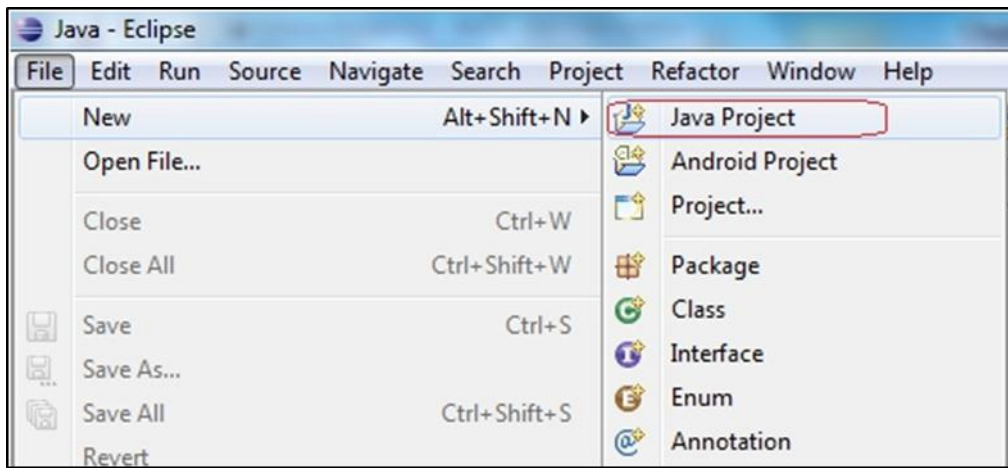 Java - Eclipse
File Edit Run Source Navigate Search Project Refactor Window Help
New Alt+Shift+N
Open File...
Close Ctrl+W
Close All Ctrl+Shift+W
Save Ctrl+S
Save As...
Save All Ctrl+Shift+S
Revert
Java Project
Android Project
Project...
Package
Class
Interface
Enum
Annotation